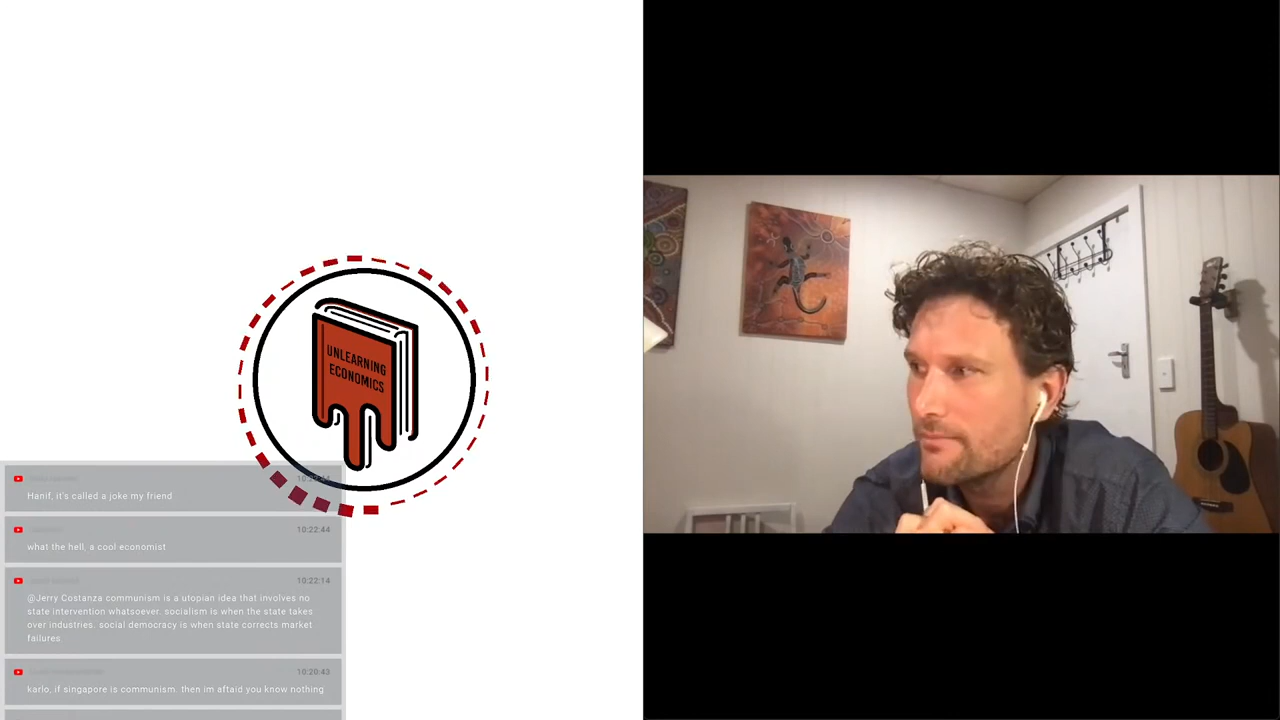 UNLEARNING
ECONOMICS
Hanif, it's called a joke my friend
10:22:44
what the hell, a cool economist
10:22:14
@Jerry Costanza communism is a utopian idea that involves no
state intervention whatsoever. socialism is when the state takes
over industries. social democracy is when state corrects market
failures
10:20:43
karlo, if singapore is communism. then im aftaid you know nothing